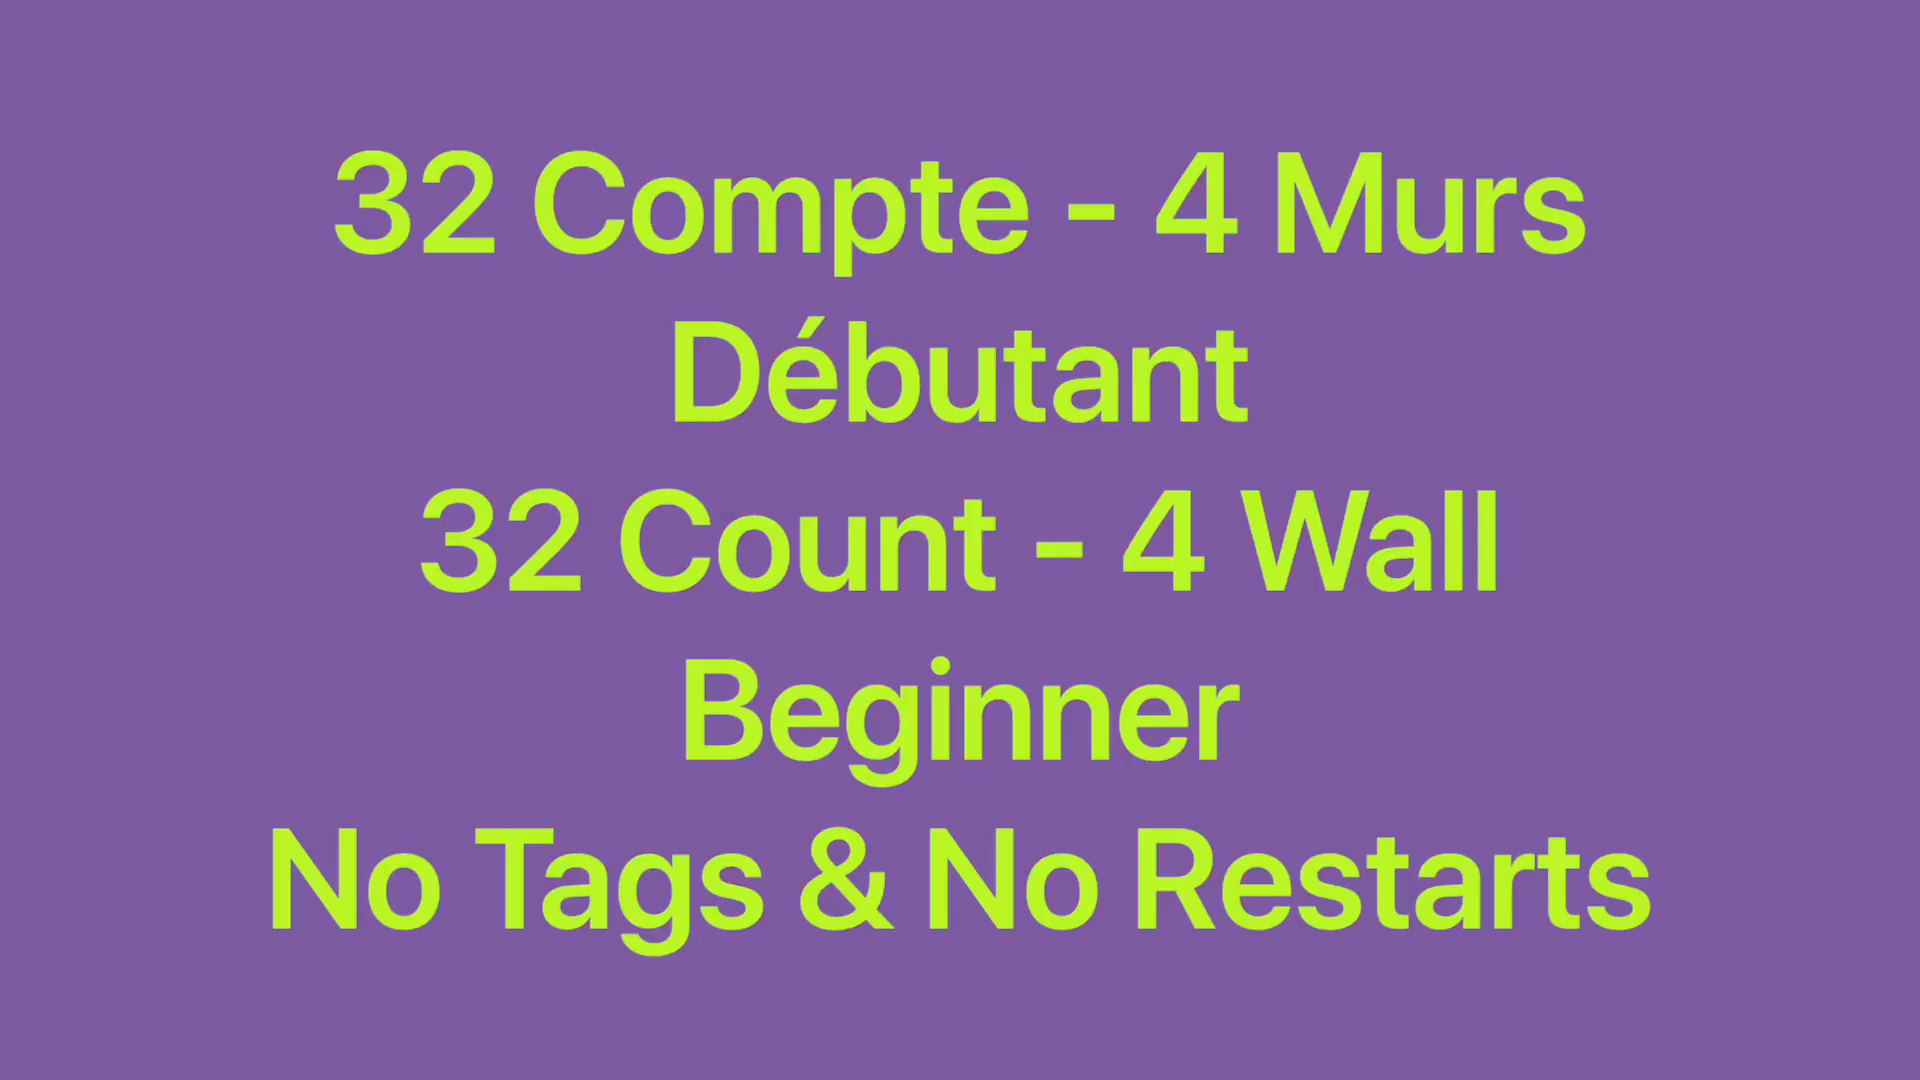 32 Compte - 4 Murs
Débutant
32 Count - 4 Wall
Beginner
No Tags & No Restarts